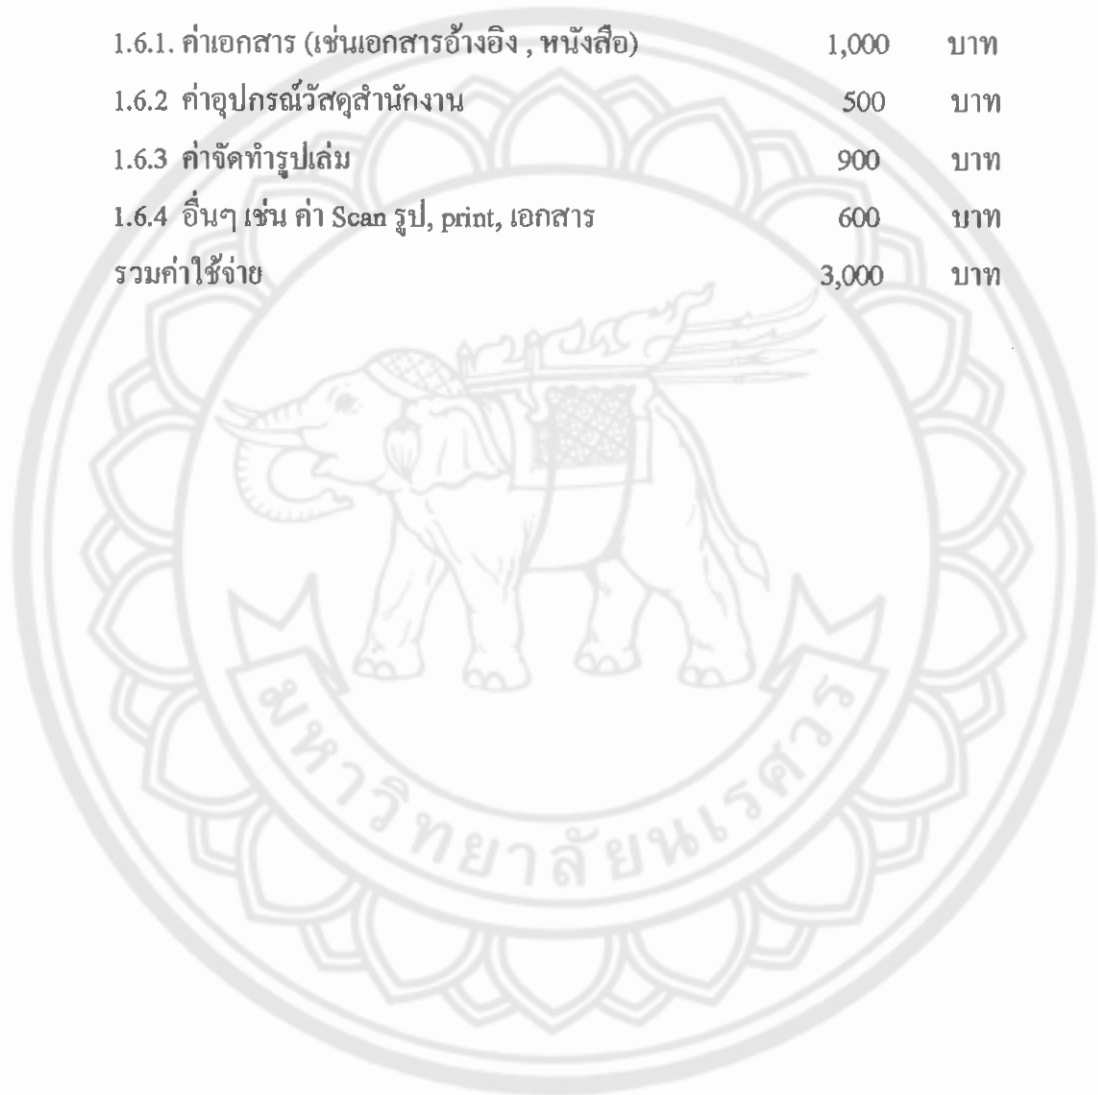 1.6.1. ค่าเอกสาร (เช่นเอกสารอ้างอิง , หนังสือ) 1,000 บาท
1.6.2 ค่าอุปกรณ์วัสดุสำนักงาน 500 บาท
1.6.3 ค่าจัดทำรูปเล่ม 900 บาท
1.6.4 อื่นๆ เช่น ค่า Scan รูป, print, เอกสาร 600 บาท
รวมค่าใช้จ่าย 3,000 บาท
มหาวิทยาลัยนเรศวร